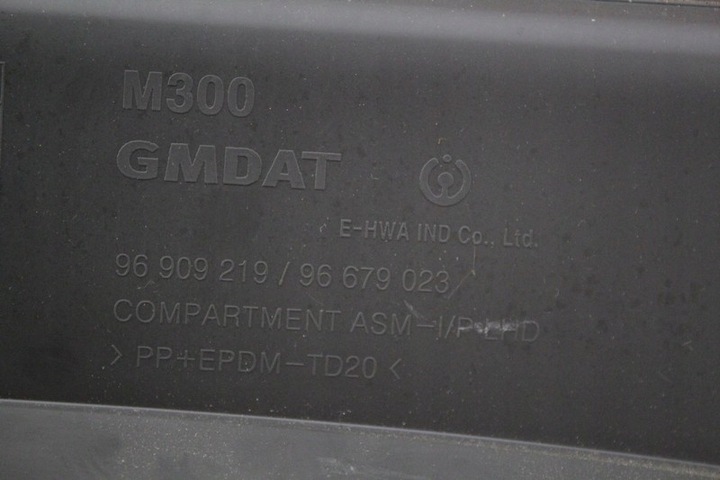 M300
GMDAT
E-HWA IND Co., Ltd.
96 909 219 / 96 679 023
COMPARTMENT ASM-I/P LHD
> PP+EPDM-TD20 <